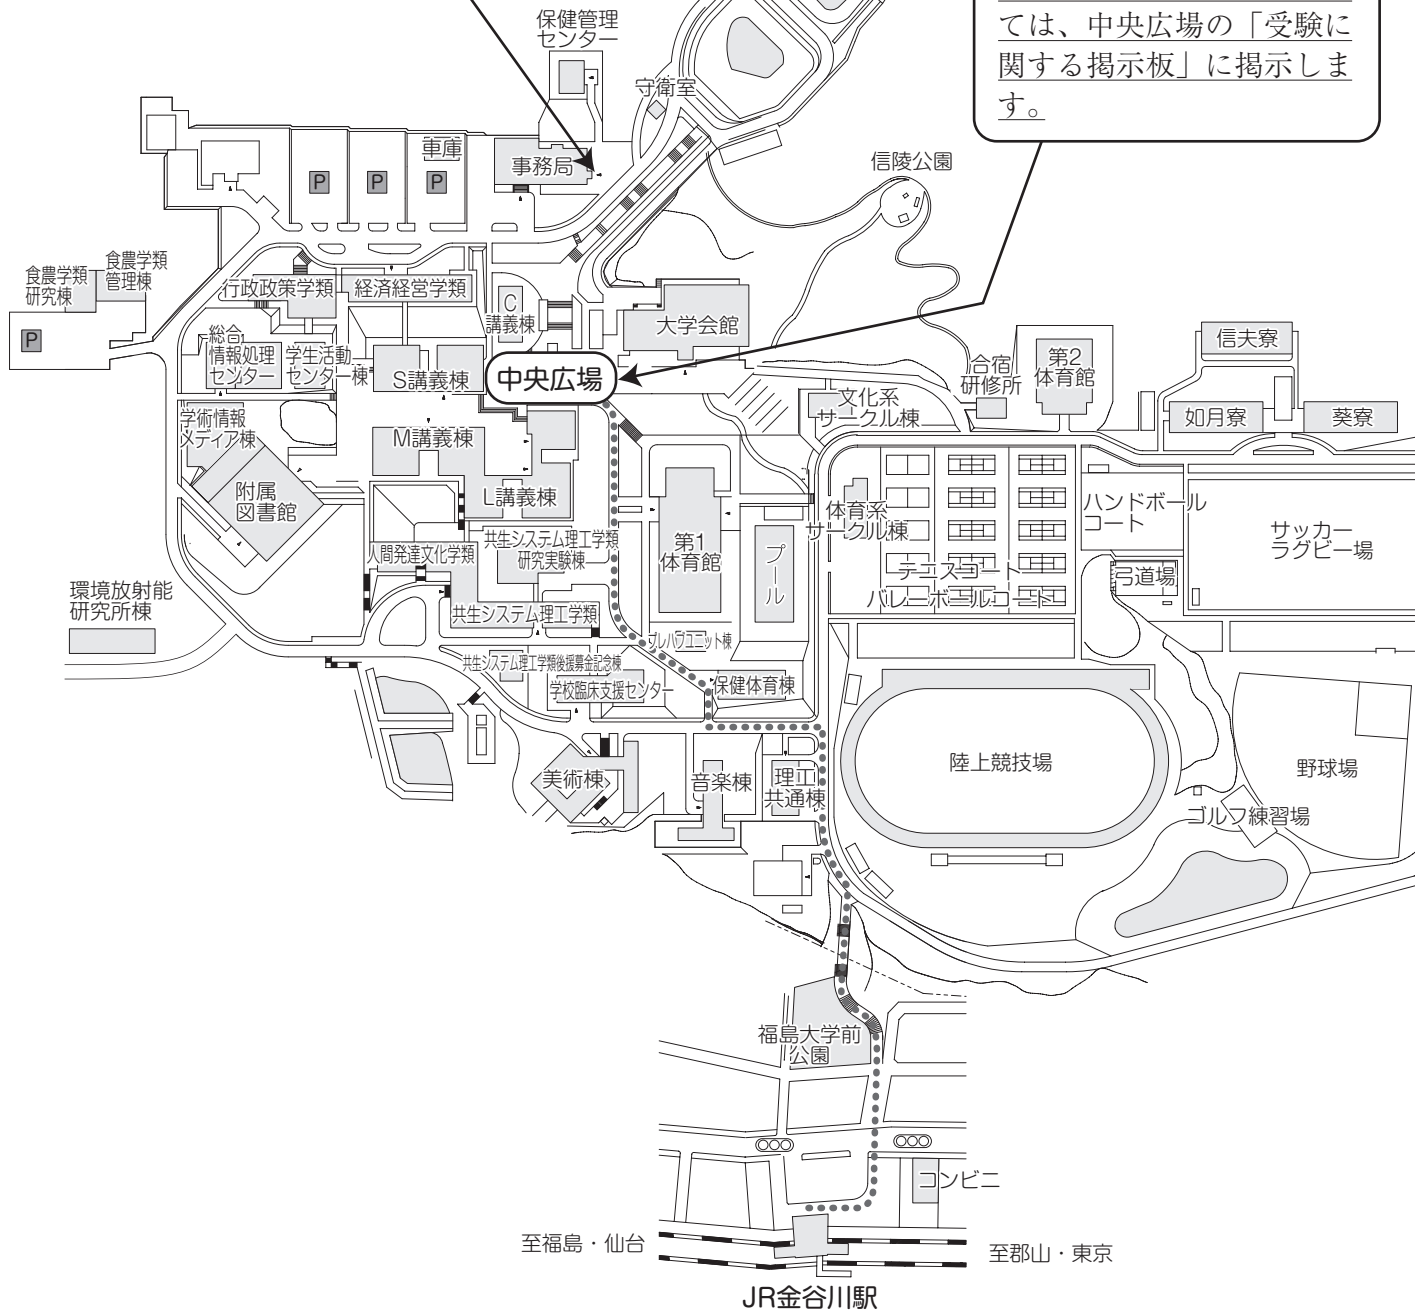 保健管理
センター
ては、中央広場の「受験に
関する掲示板」に掲示しま
す。
守衛室
車庫
事務局
信陵公園
P
P
P
食農学類
研究棟
食農学類
管理棟
行政政策学類
経済経営学類
C
講義棟
大学会館
P
総合
情報処理
センター
学生活動
センター棟
S講義棟
中央広場
合宿
研修所
第2
体育館
信夫寮
文化系
サークル棟
如月寮
葵寮
学術情報
メディア棟
M講義棟
附属
図書館
L講義棟
体育系
サークル棟
ハンドボール
コート
サッカー
ラグビー場
人間発達文化学類
共生システム理工学類
研究実験棟
第1
体育館
プール
テニスコート
バレーボールコート
弓道場
環境放射能
研究所棟
共生システム理工学類
プレハブユニット棟
共生システム理工学類後援募金記念棟
学校臨床支援センター
保健体育棟
美術棟
音楽棟
理工
共通棟
陸上競技場
野球場
ゴルフ練習場
福島大学前
公園
コンビニ
至福島・仙台
至郡山・東京
JR金谷川駅